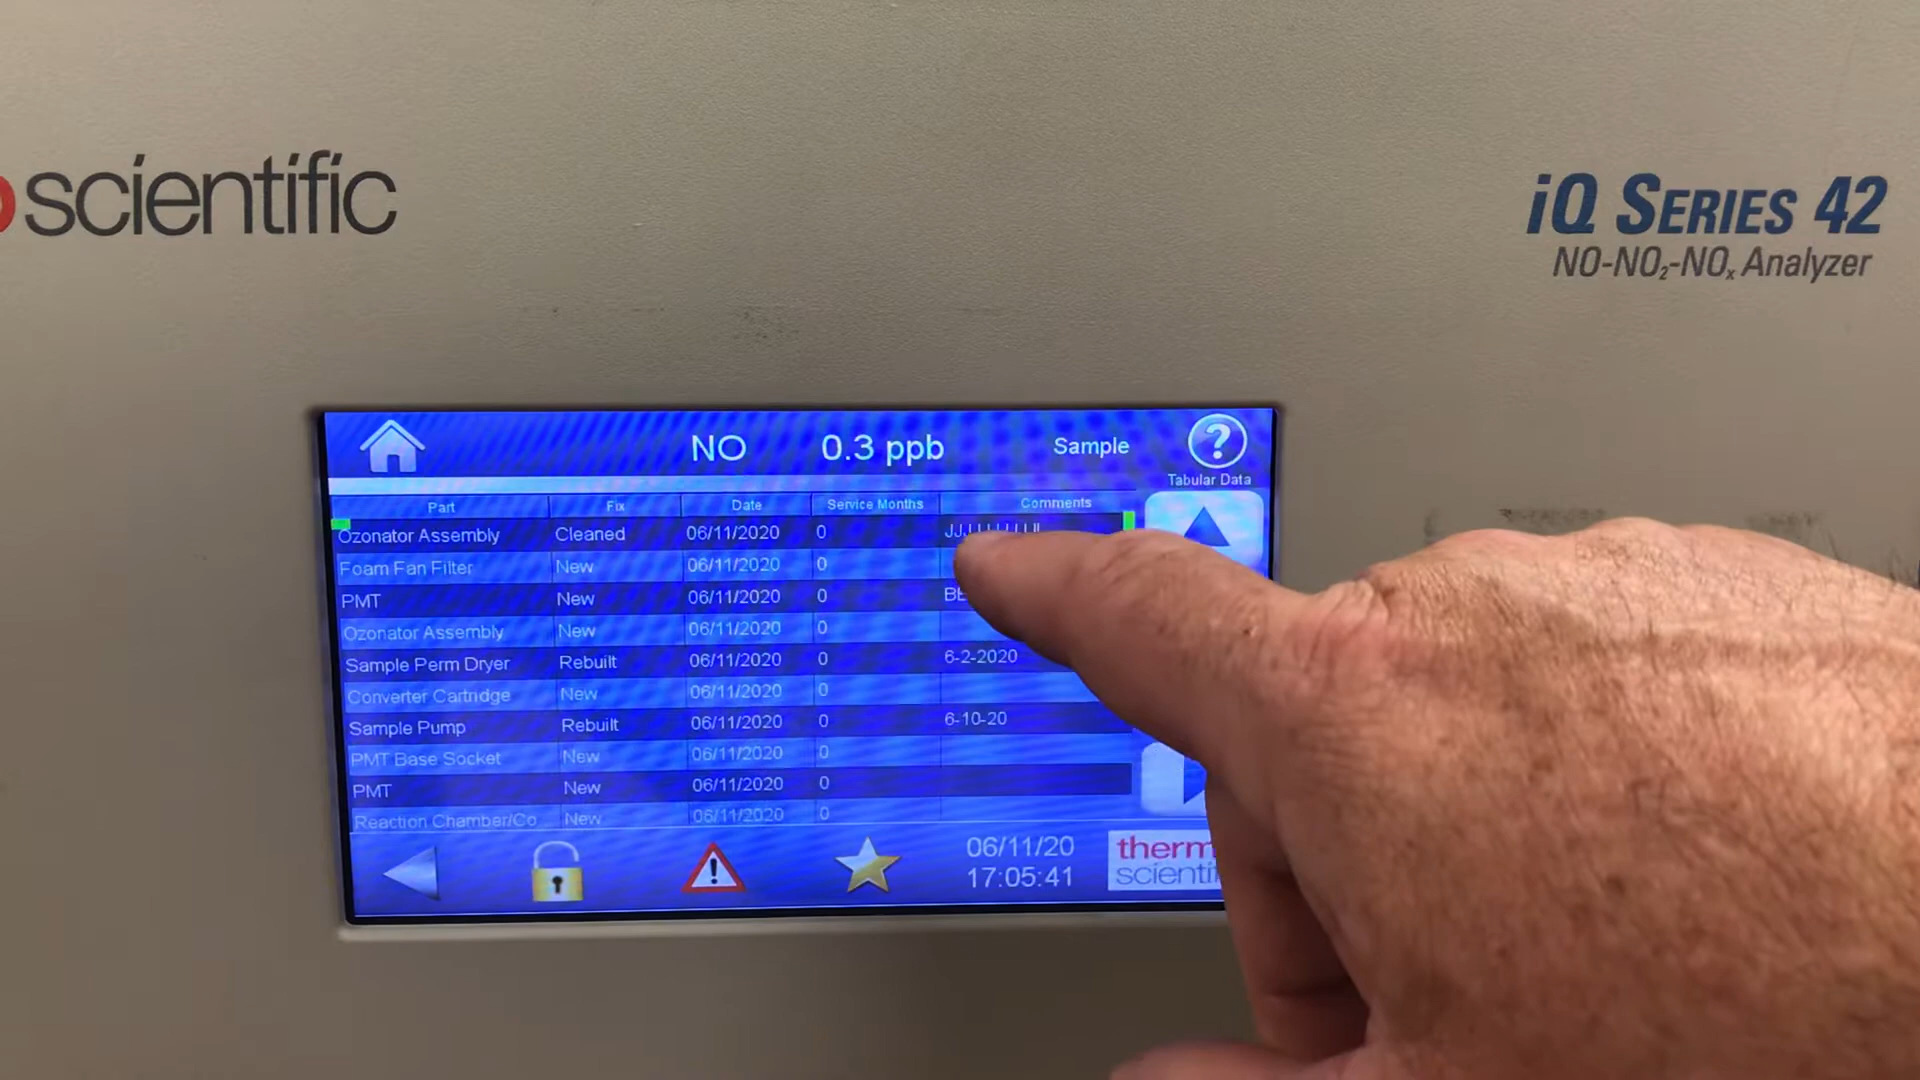 scientific
iQ SERIES 42
NO-NO₂-NOₓ Analyzer
NO 0.3 ppb Sample
Tabular Data
Part Fix Date Service Months Comments
Ozonator Assembly Cleaned 06/11/2020 0
Foam Fan Filter New 06/11/2020 0
PMT New 06/11/2020 0
Ozonator Assembly New 06/11/2020 0
Sample Perm Dryer Rebuilt 06/11/2020 0 6-2-2020
Converter Cartridge New 06/11/2020 0
Sample Pump Rebuilt 06/11/2020 0 6-10-20
PMT Base Socket New 06/11/2020 0
PMT New 06/11/2020 0
Reaction Chamber/Co New 06/11/2020 0
06/11/20
17:05:41
therm
scientif